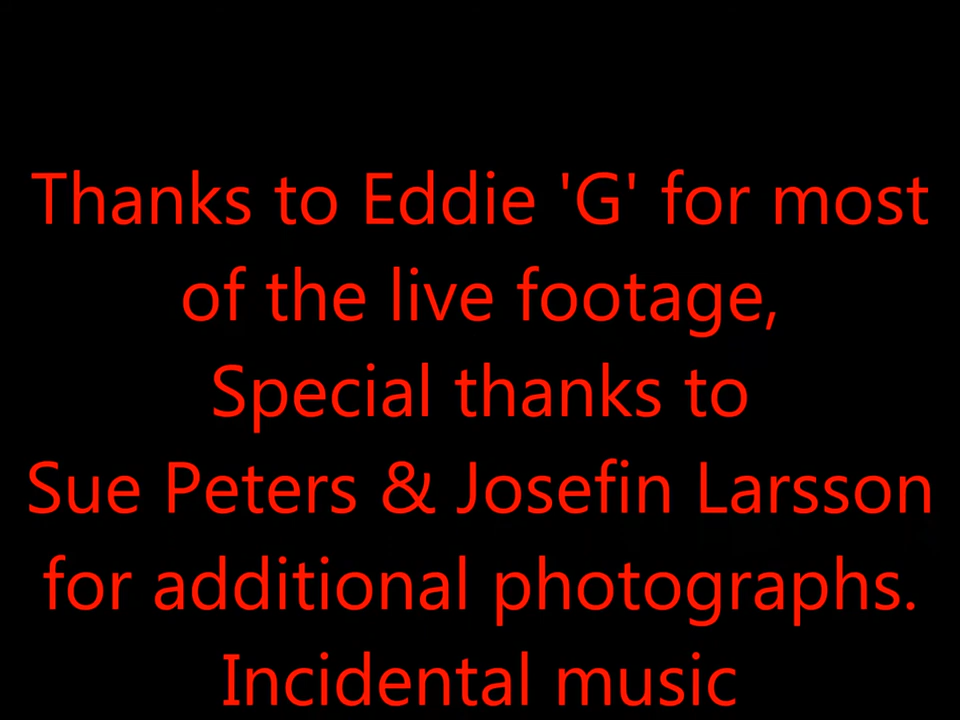 Thanks to Eddie 'G' for most
of the live footage,
Special thanks to
Sue Peters & Josefin Larsson
for additional photographs.
Incidental music